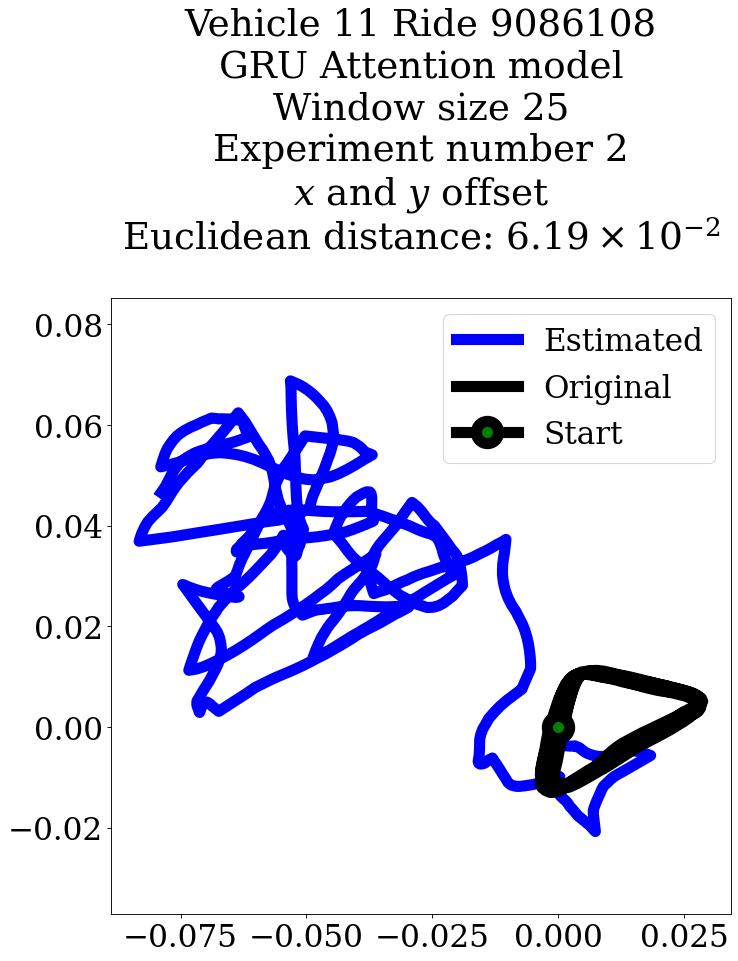 Vehicle 11 Ride 9086108
GRU Attention model
Window size 25
Experiment number 2
x and y offset
Euclidean distance: 6.19 × 10⁻²
Estimated
Original
Start
0.08
0.06
0.04
0.02
0.00
−0.02
−0.075 −0.050 −0.025 0.000 0.025